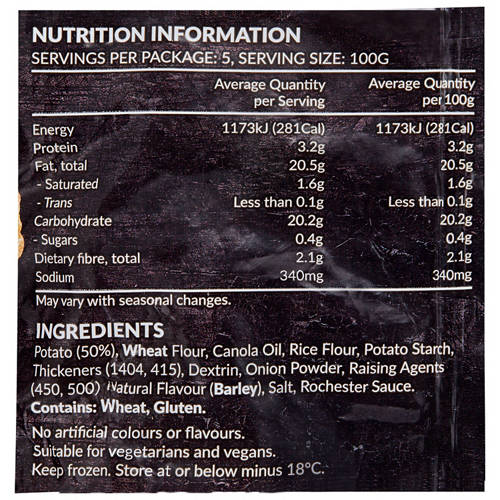 NUTRITION INFORMATION
SERVINGS PER PACKAGE: 5, SERVING SIZE: 100G
Average Quantity Average Quantity
per Serving per 100g
Energy 1173kJ (281Cal) 1173kJ (281Cal)
Protein 3.2g 3.2g
Fat, total 20.5g 20.5g
- Saturated 1.6g 1.6g
- Trans Less than 0.1g Less than 0.1g
Carbohydrate 20.2g 20.2g
- Sugars 0.4g 0.4g
Dietary fibre, total 2.1g 2.1g
Sodium 340mg 340mg
May vary with seasonal changes.
INGREDIENTS
Potato (50%), Wheat Flour, Canola Oil, Rice Flour, Potato Starch,
Thickeners (1404, 415), Dextrin, Onion Powder, Raising Agents
(450, 500) Natural Flavour (Barley), Salt, Rochester Sauce.
Contains: Wheat, Gluten.
No artificial colours or flavours.
Suitable for vegetarians and vegans.
Keep frozen. Store at or below minus 18°C.